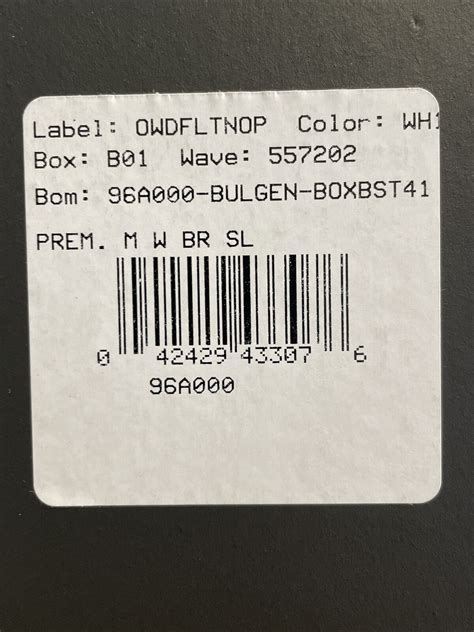 Label: OWDFLTNOP Color: WH1
Box: B01 Wave: 557202
Bom: 96A000-BULGEN-BOXBST41
PREM. M W BR SL
0 42429 43307 6
96A000